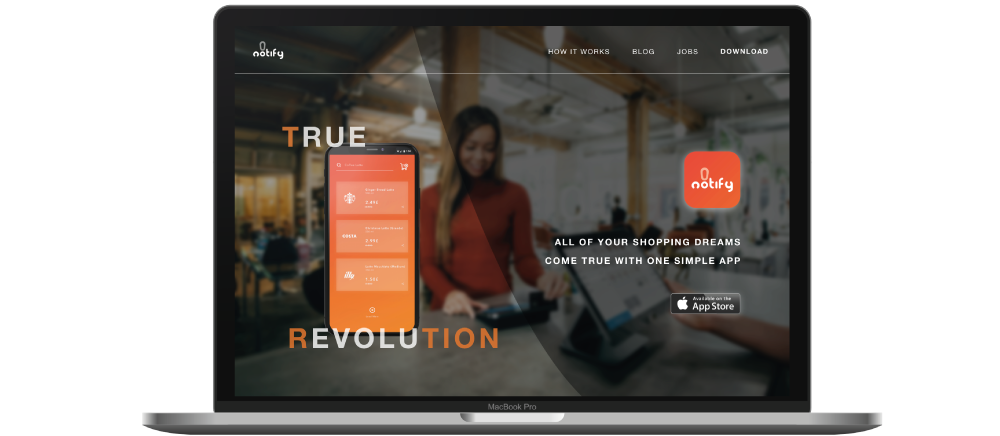 notify
HOW IT WORKS BLOG JOBS DOWNLOAD
TRUE
illy
notify
ALL OF YOUR SHOPPING DREAMS
COME TRUE WITH ONE SIMPLE APP
Available on the
App Store
REVOLUTION
MacBook Pro